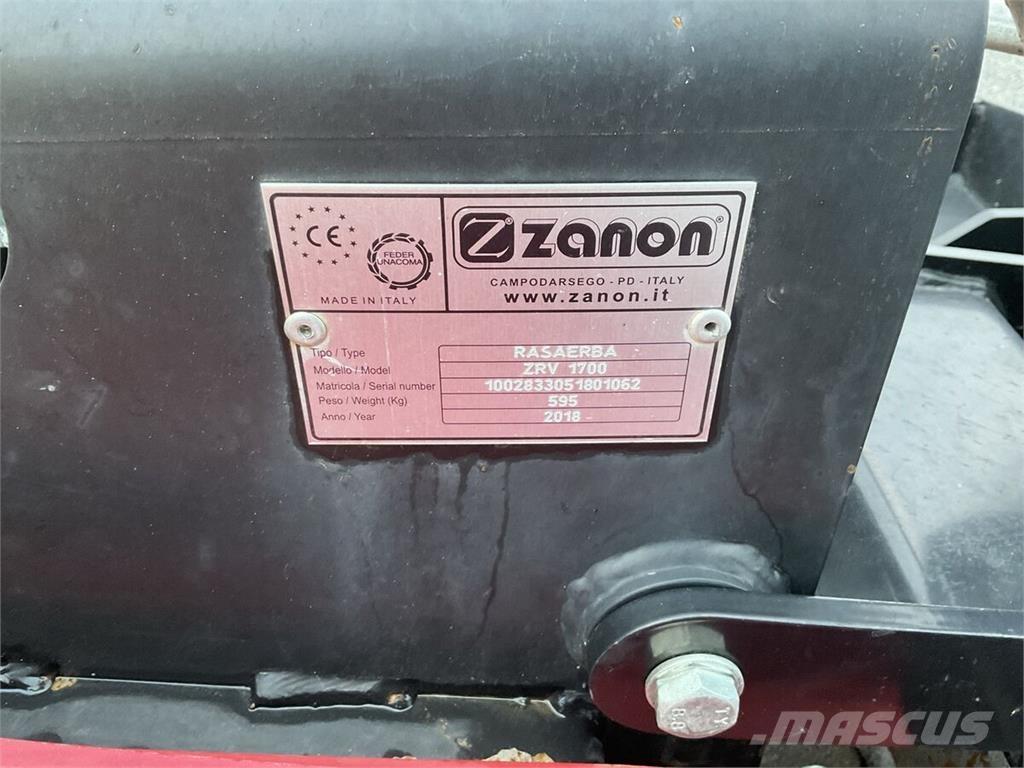 CE
FEDER
UNACOMA
MADE IN ITALY
Z zanon®
CAMPODARSEGO - PD - ITALY
www.zanon.it
Tipo / Type RASAERBA
Modello / Model ZRV 1700
Matricola / Serial number 1002833051801062
Peso / Weight (Kg) 595
Anno / Year 2018
TY
8.8
MASCUS